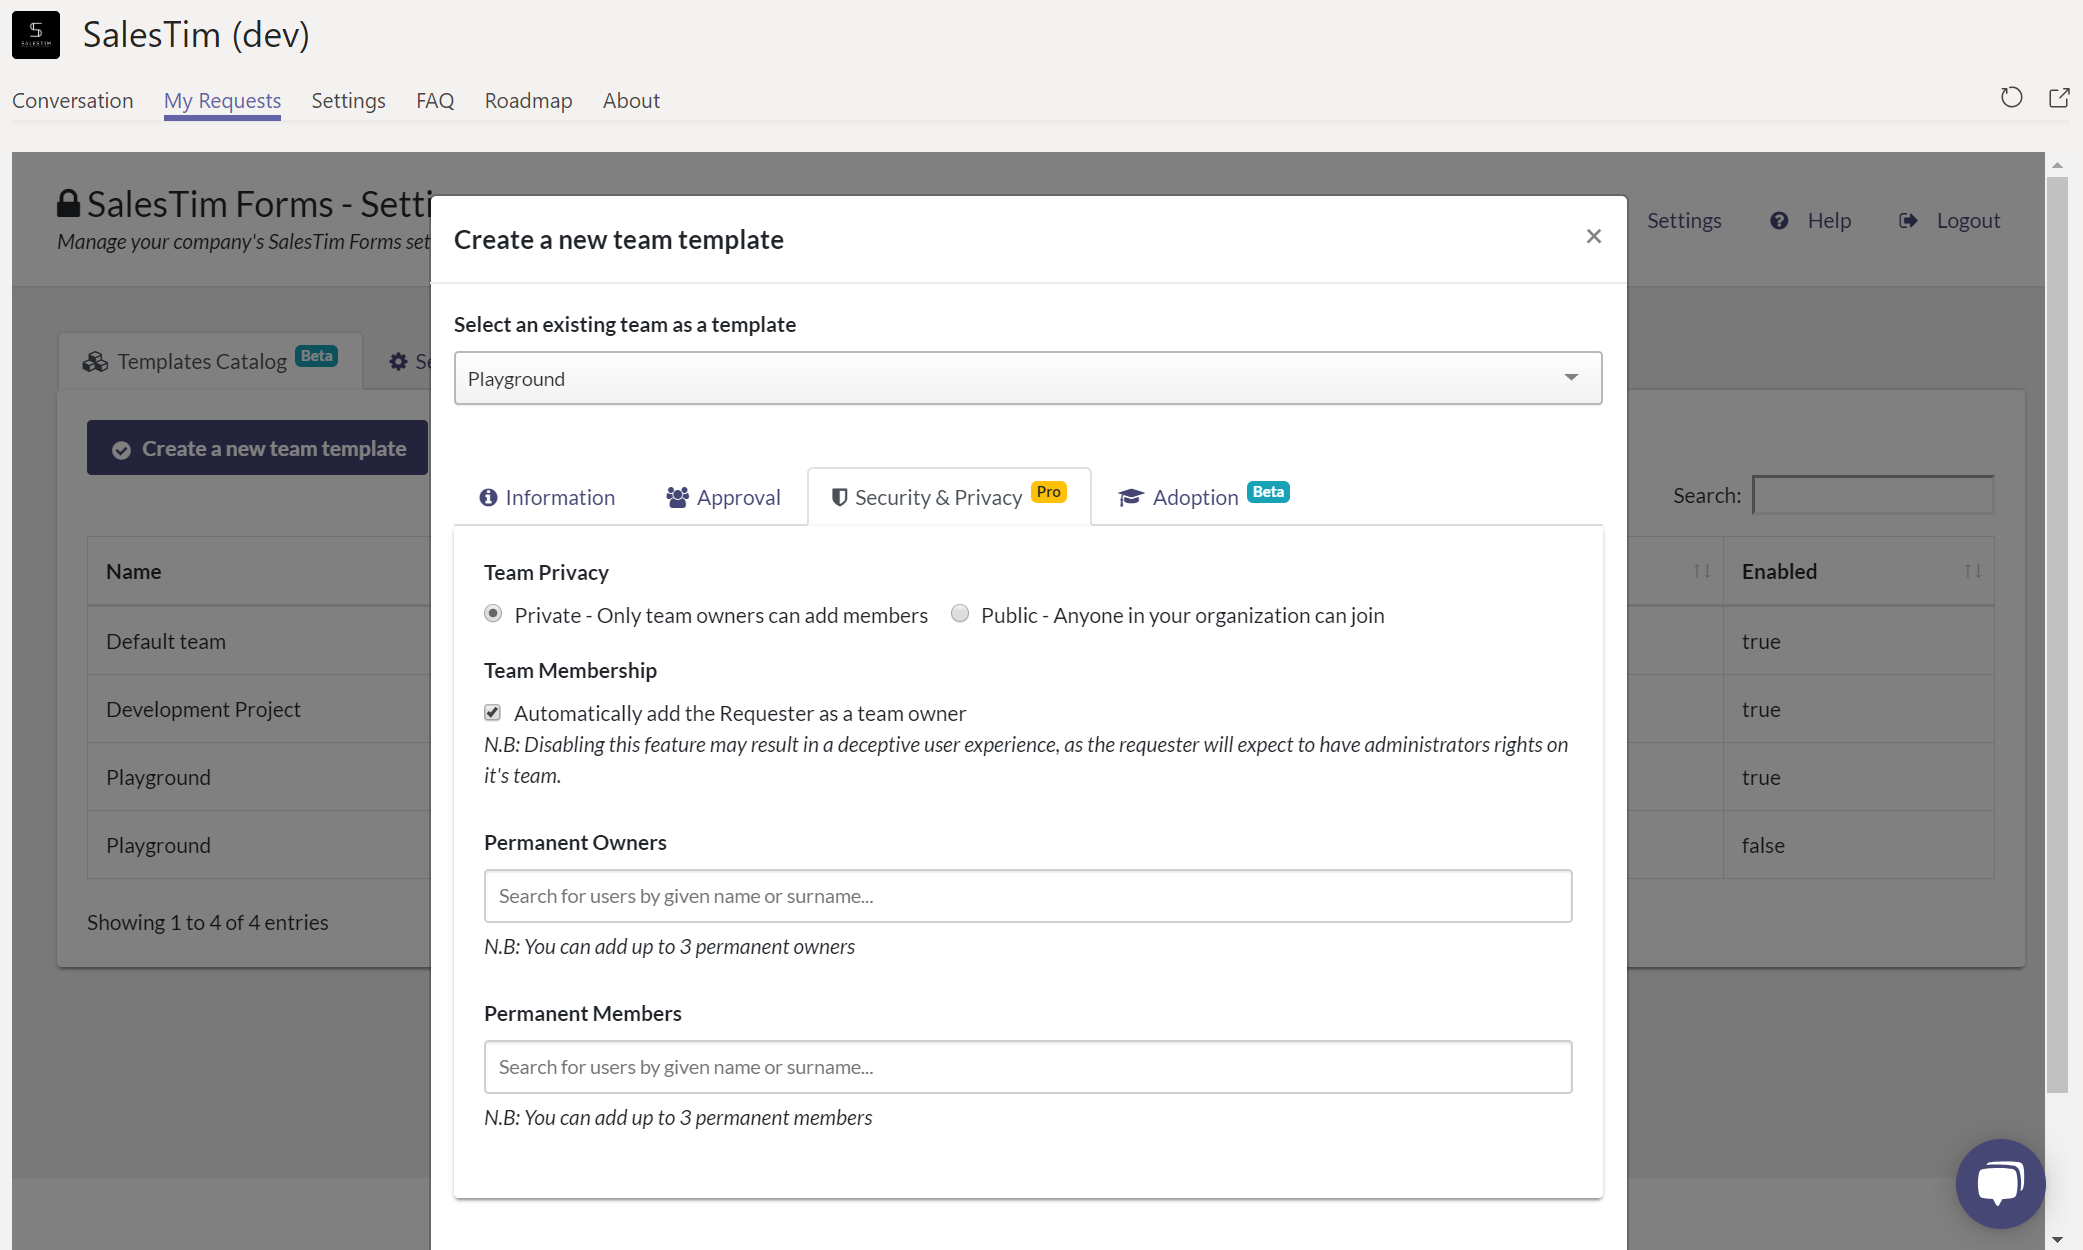 SALESTIM
SalesTim (dev)
Conversation My Requests Settings FAQ Roadmap About
SalesTim Forms - Setti
Manage your company's SalesTim Forms set
Settings Help Logout
Create a new team template
Select an existing team as a template
Playground
Templates Catalog Beta
Se
Create a new team template
Information Approval Security & Privacy Pro Adoption Beta
Search:
Name
Enabled
Default team
true
Development Project
true
Playground
true
Playground
false
Showing 1 to 4 of 4 entries
Team Privacy
Private - Only team owners can add members Public - Anyone in your organization can join
Team Membership
Automatically add the Requester as a team owner
N.B: Disabling this feature may result in a deceptive user experience, as the requester will expect to have administrators rights on
it's team.
Permanent Owners
Search for users by given name or surname...
N.B: You can add up to 3 permanent owners
Permanent Members
Search for users by given name or surname...
N.B: You can add up to 3 permanent members